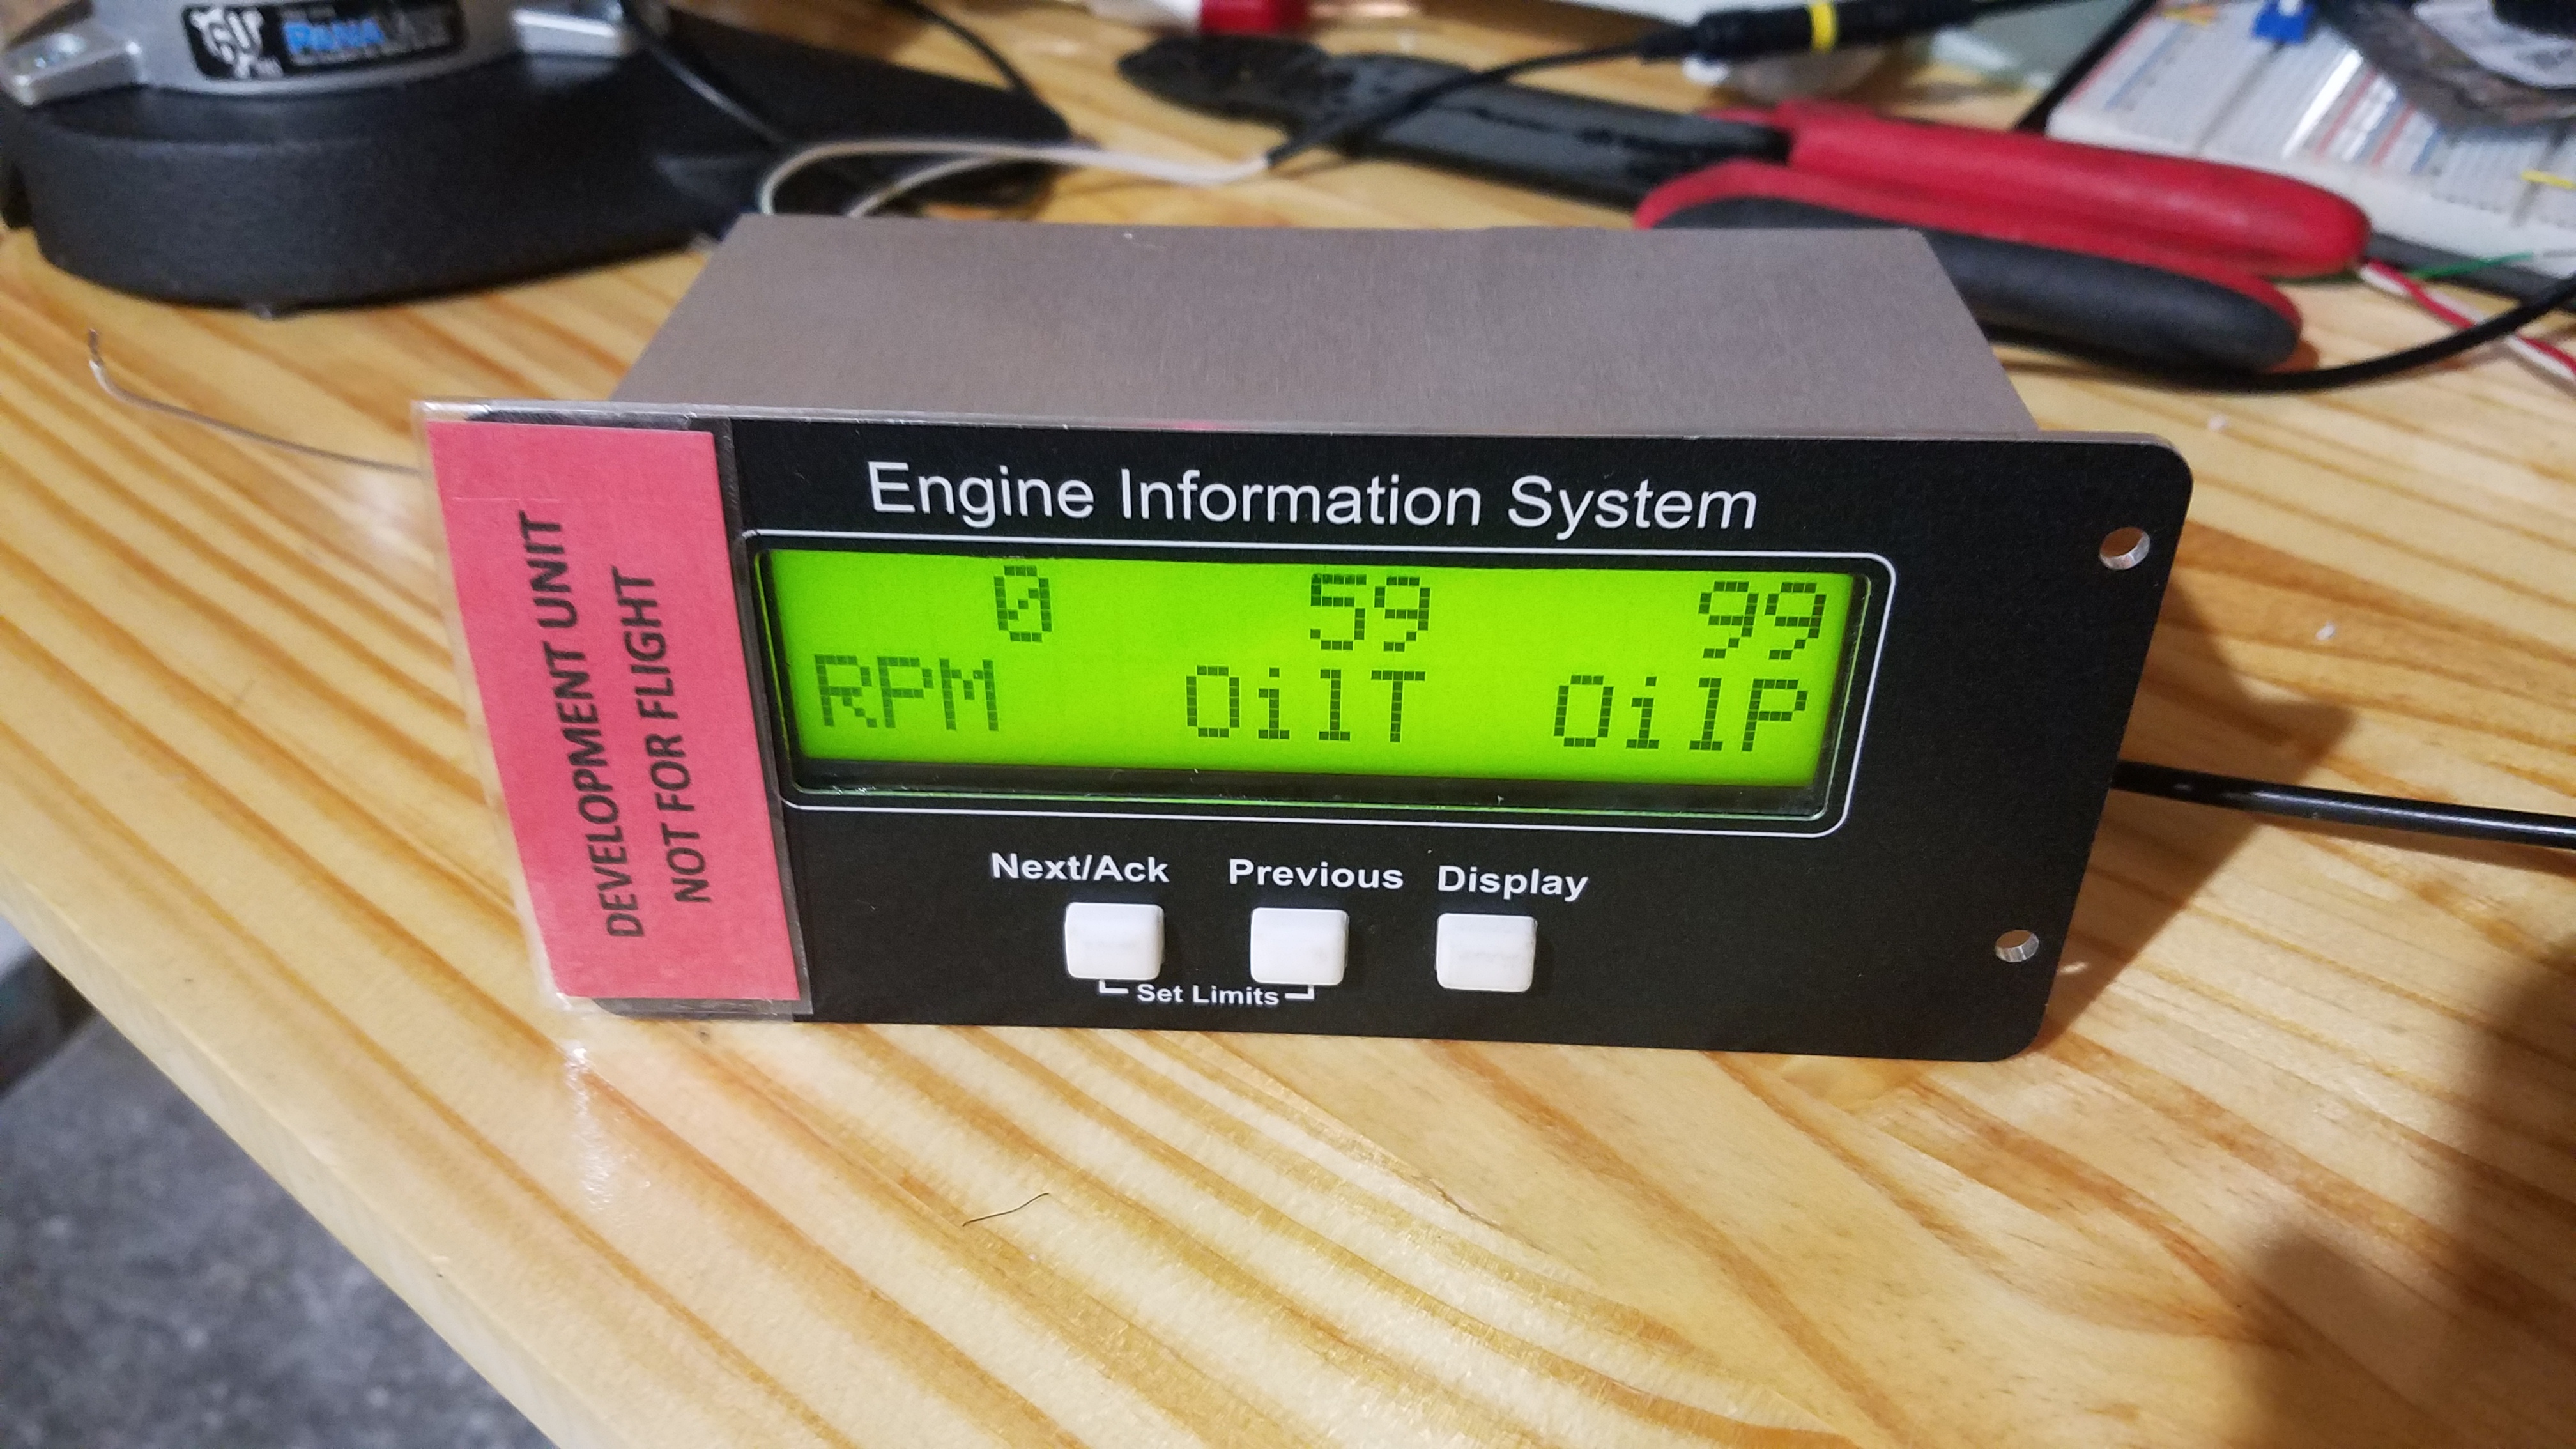 PANA
Engine Information System
DEVELOPMENT UNIT
NOT FOR FLIGHT
0 59 99
RPM OilT OilP
Next/Ack Previous Display
Set Limits